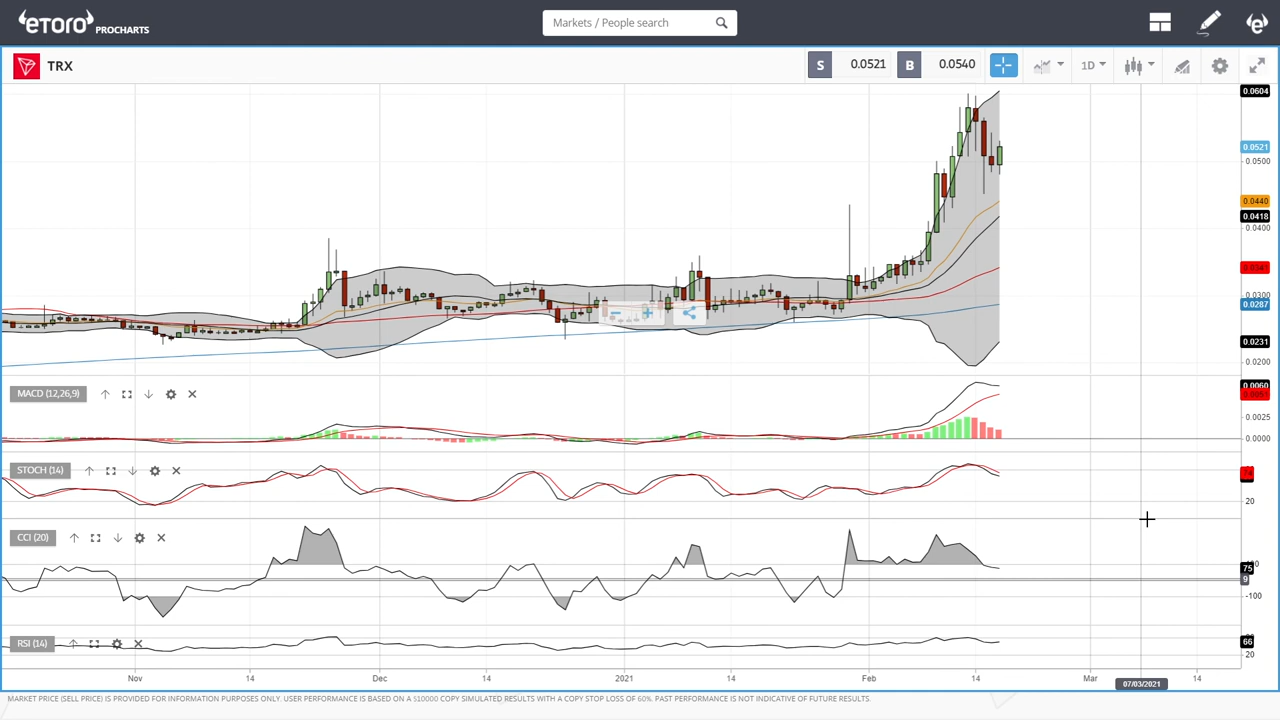 eToro PROCHARTS
Markets / People search
TRX
S 0.0521 B 0.0540 1D
0.0604
0.0521
0.0500
0.0440
0.0418
0.0400
0.0300
0.0287
0.0231
0.0200
MACD (12,26,9)
0.0060
0.0025
0.0000
STOCH (14)
20
CCI (20)
75
9
-100
RSI (14)
66
20
Nov 14 Dec 14 2021 14 Feb 14 Mar 14
07/03/2021
MARKET PRICE (SELL PRICE) IS PROVIDED FOR INFORMATION PURPOSES ONLY. USER PERFORMANCE IS BASED ON A $10000 COPY SIMULATED RESULTS WITH A COPY STOP LOSS OF 60%. PAST PERFORMANCE IS NOT INDICATIVE OF FUTURE RESULTS.